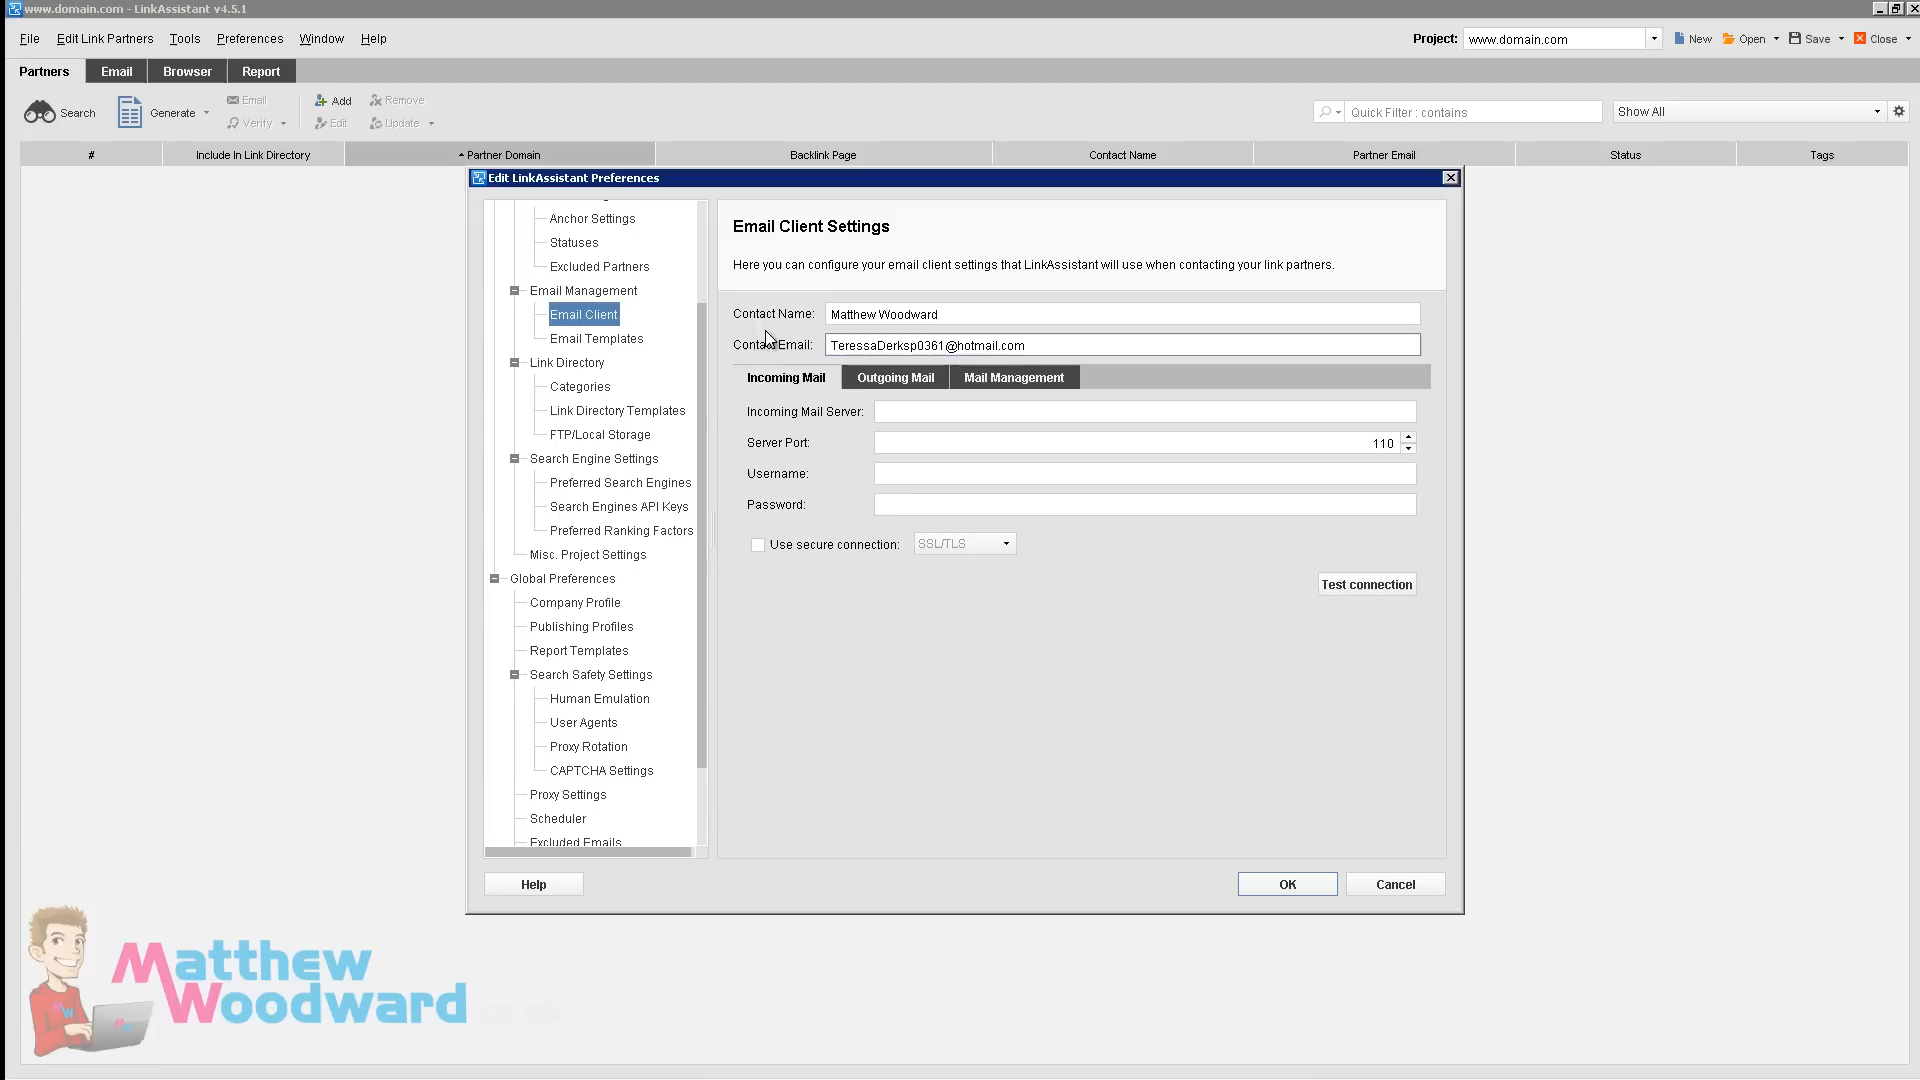 www.domain.com - LinkAssistant v4.5.1
File Edit Link Partners Tools Preferences Window Help
Project: www.domain.com New Open Save Close
Partners Email Browser Report
Search Generate Email Verify Add Edit Remove Update
Quick Filter : contains Show All
# Include In Link Directory Partner Domain Backlink Page Contact Name Partner Email Status Tags
Edit LinkAssistant Preferences
Anchor Settings
Statuses
Excluded Partners
Email Management
Email Client
Email Templates
Link Directory
Categories
Link Directory Templates
FTP/Local Storage
Search Engine Settings
Preferred Search Engines
Search Engines API Keys
Preferred Ranking Factors
Misc. Project Settings
Global Preferences
Company Profile
Publishing Profiles
Report Templates
Search Safety Settings
Human Emulation
User Agents
Proxy Rotation
CAPTCHA Settings
Proxy Settings
Scheduler
Excluded Emails
Email Client Settings
Here you can configure your email client settings that LinkAssistant will use when contacting your link partners.
Contact Name: Matthew Woodward
Contact Email: TeressaDerksp0361@hotmail.com
Incoming Mail Outgoing Mail Mail Management
Incoming Mail Server:
Server Port: 110
Username:
Password:
Use secure connection: SSL/TLS
Test connection
Help OK Cancel
Matthew
Woodward